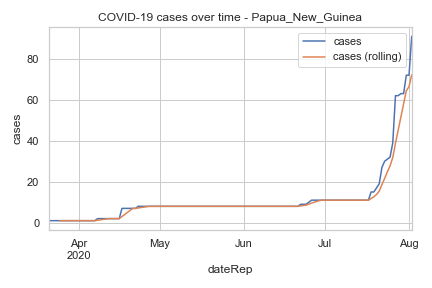 COVID-19 cases over time - Papua_New_Guinea
cases
cases (rolling)
80
60
40
20
0
cases
Apr
2020
May
Jun
Jul
Aug
dateRep